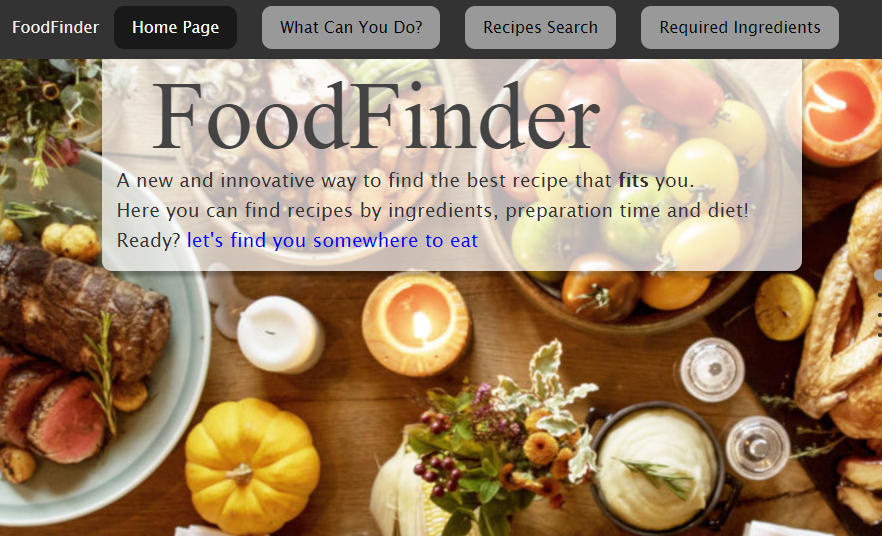 FoodFinder Home Page What Can You Do? Recipes Search Required Ingredients
FoodFinder
A new and innovative way to find the best recipe that fits you.
Here you can find recipes by ingredients, preparation time and diet!
Ready? let's find you somewhere to eat